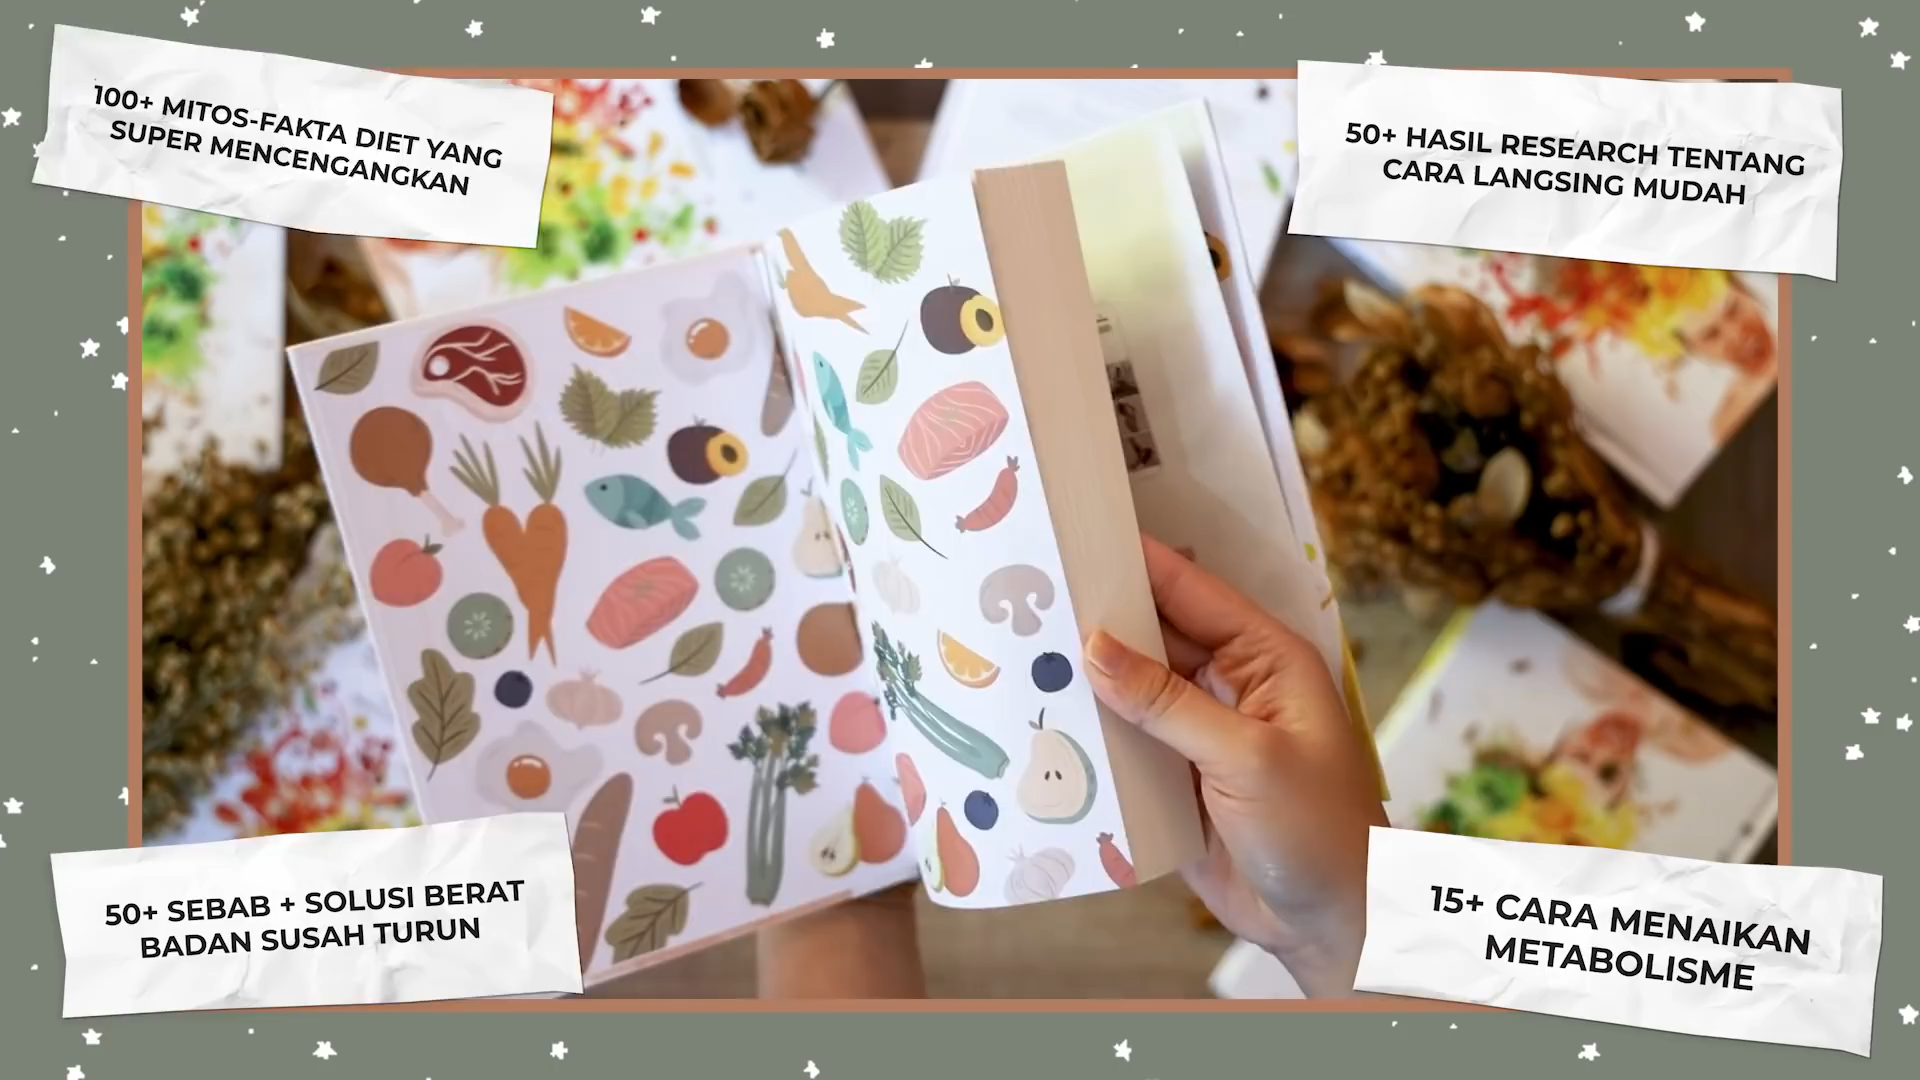 100+ MITOS-FAKTA DIET YANG
SUPER MENCENGANGKAN
50+ HASIL RESEARCH TENTANG
CARA LANGSING MUDAH
50+ SEBAB + SOLUSI BERAT
BADAN SUSAH TURUN
15+ CARA MENAIKAN
METABOLISME